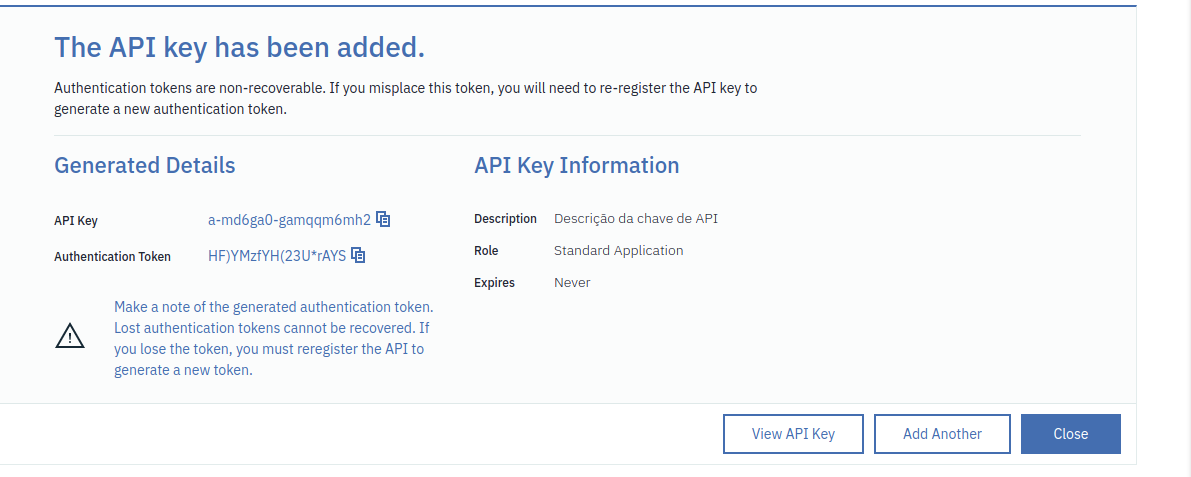 The API key has been added.
Authentication tokens are non-recoverable. If you misplace this token, you will need to re-register the API key to
generate a new authentication token.
Generated Details
API Key a-md6ga0-gamqqm6mh2
Authentication Token HF)YMzfYH(23U*rAYS
Make a note of the generated authentication token.
Lost authentication tokens cannot be recovered. If
you lose the token, you must reregister the API to
generate a new token.
API Key Information
Description Descrição da chave de API
Role Standard Application
Expires Never
View API Key
Add Another
Close